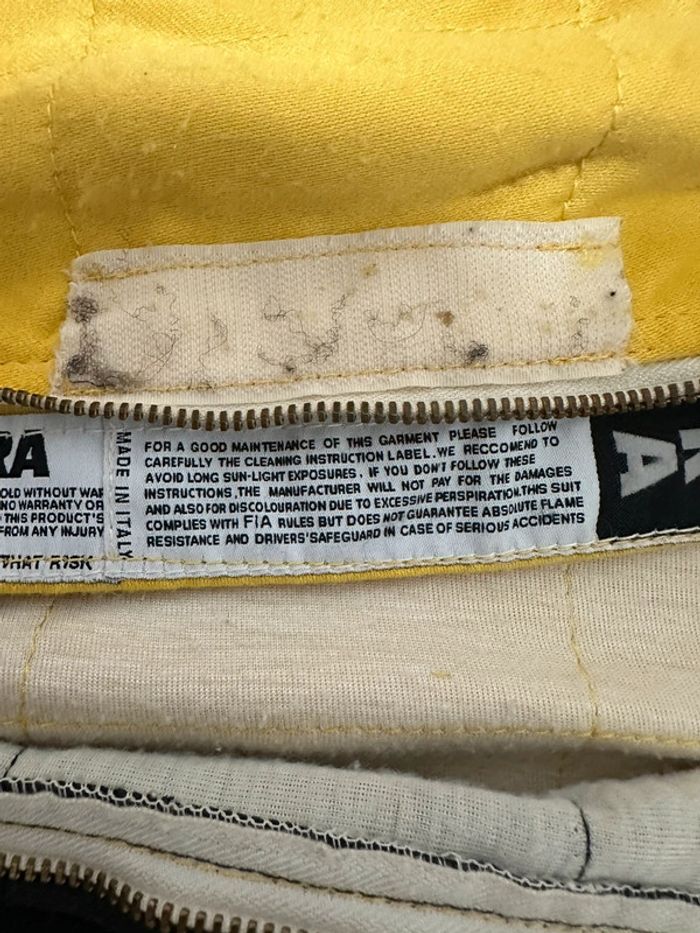 RA
OLD WITHOUT WAR
NO WARRANTY OR
THIS PRODUCT'S
FROM ANY INJURY
THAT RISK
MADE IN ITALY
FOR A GOOD MAINTENANCE OF THIS GARMENT PLEASE FOLLOW
CAREFULLY THE CLEANING INSTRUCTION LABEL. WE RECCOMEND TO
AVOID LONG SUN-LIGHT EXPOSURES. IF YOU DON'T FOLLOW THESE
INSTRUCTIONS, THE MANUFACTURER WILL NOT PAY FOR THE DAMAGES
AND ALSO FOR DISCOLOURATION DUE TO EXCESSIVE PERSPIRATION. THIS SUIT
COMPLIES WITH FIA RULES BUT DOES NOT GUARANTEE ABSOLUTE FLAME
RESISTANCE AND DRIVERS'SAFEGUARD IN CASE OF SERIOUS ACCIDENTS
A